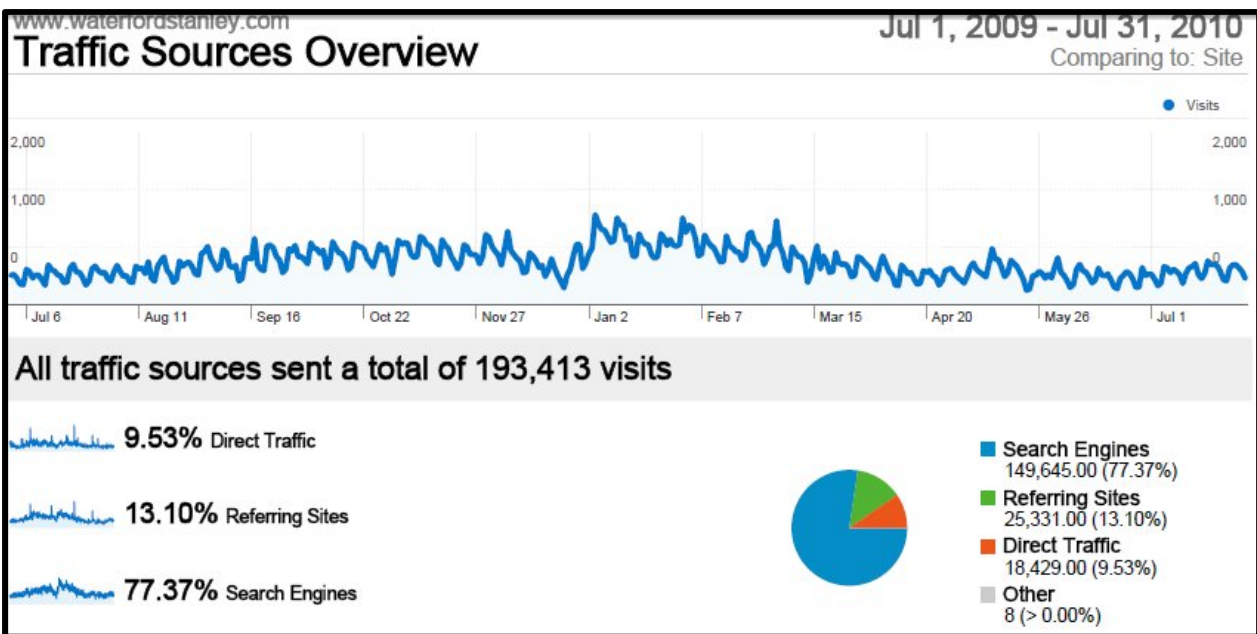 www.waterfordstanley.com
Jul 1, 2009 - Jul 31, 2010
Traffic Sources Overview
Comparing to: Site
Visits
2,000 2,000
1,000 1,000
0 0
Jul 6 Aug 11 Sep 16 Oct 22 Nov 27 Jan 2 Feb 7 Mar 15 Apr 20 May 26 Jul 1
All traffic sources sent a total of 193,413 visits
9.53% Direct Traffic
13.10% Referring Sites
77.37% Search Engines
Search Engines
149,645.00 (77.37%)
Referring Sites
25,331.00 (13.10%)
Direct Traffic
18,429.00 (9.53%)
Other
8 (> 0.00%)